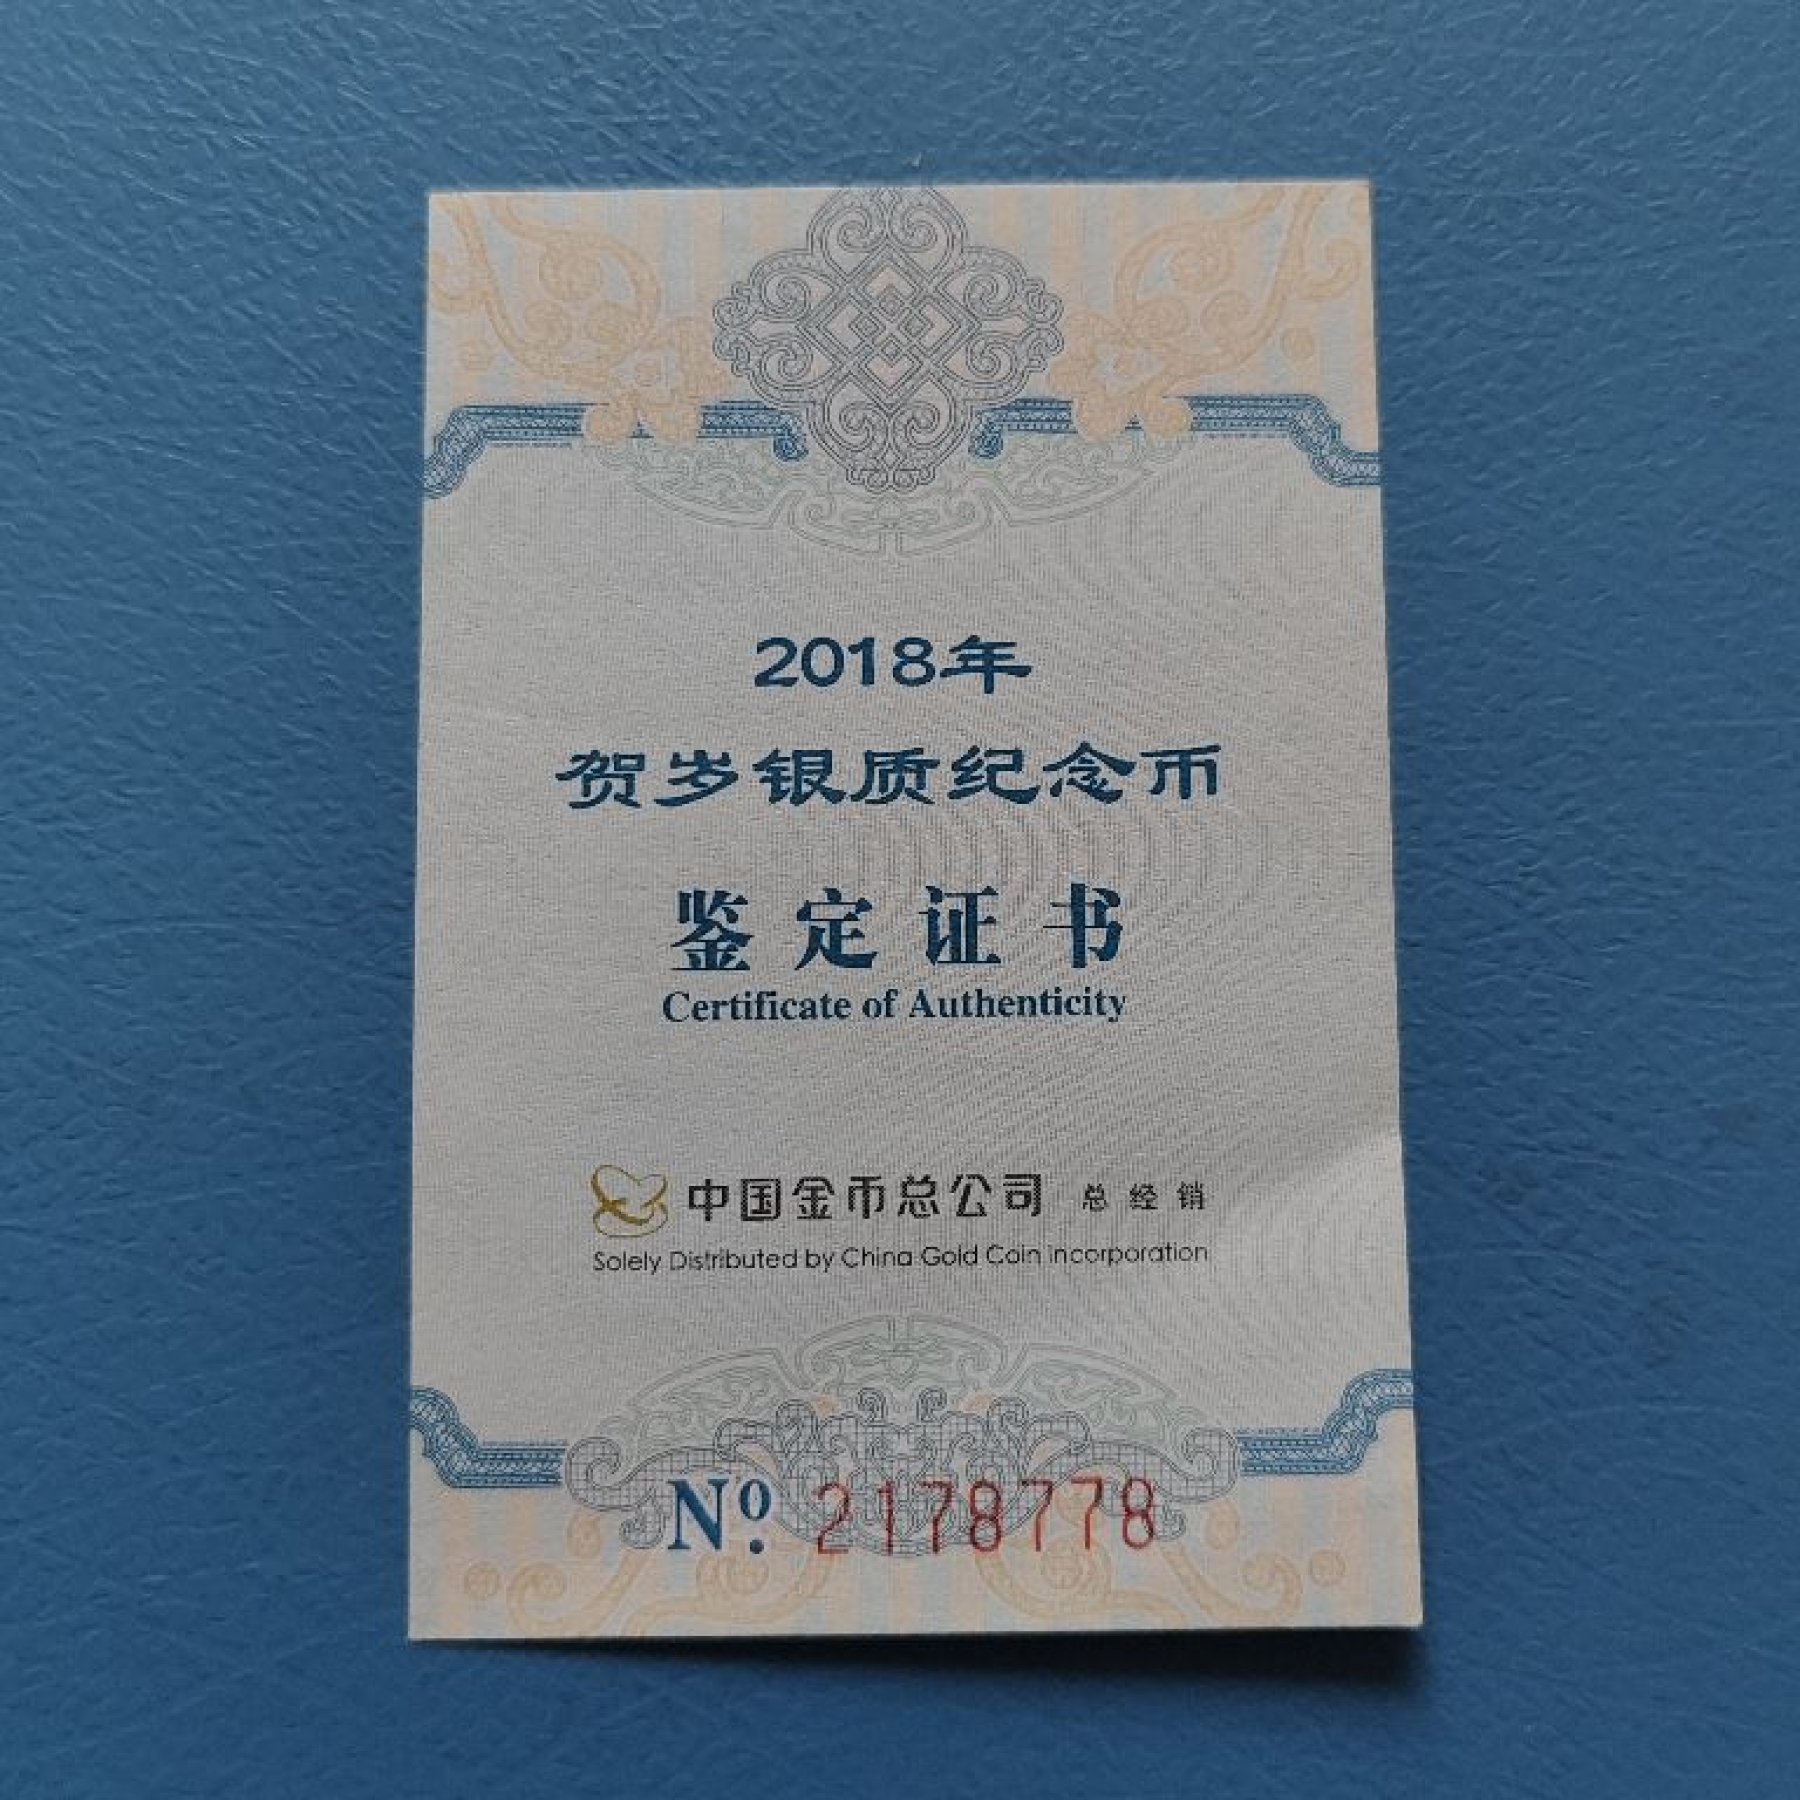 2018年
贺岁银质纪念币
鉴定证书
Certificate of Authenticity
中国金币总公司 总经销
Solely Distributed by China Gold Coin Incorporation
Nº. 2178778